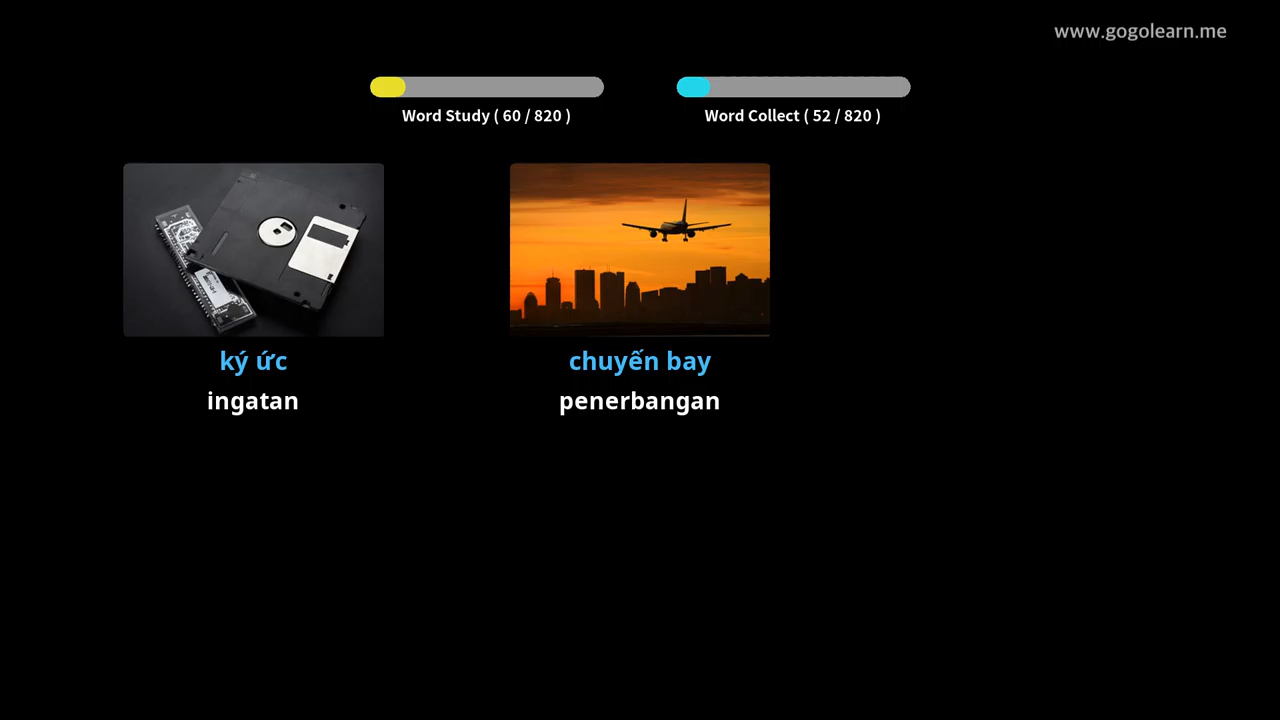 www.gogolearn.me
Word Study ( 60 / 820 )
Word Collect ( 52 / 820 )
ký ức
ingatan
chuyến bay
penerbangan